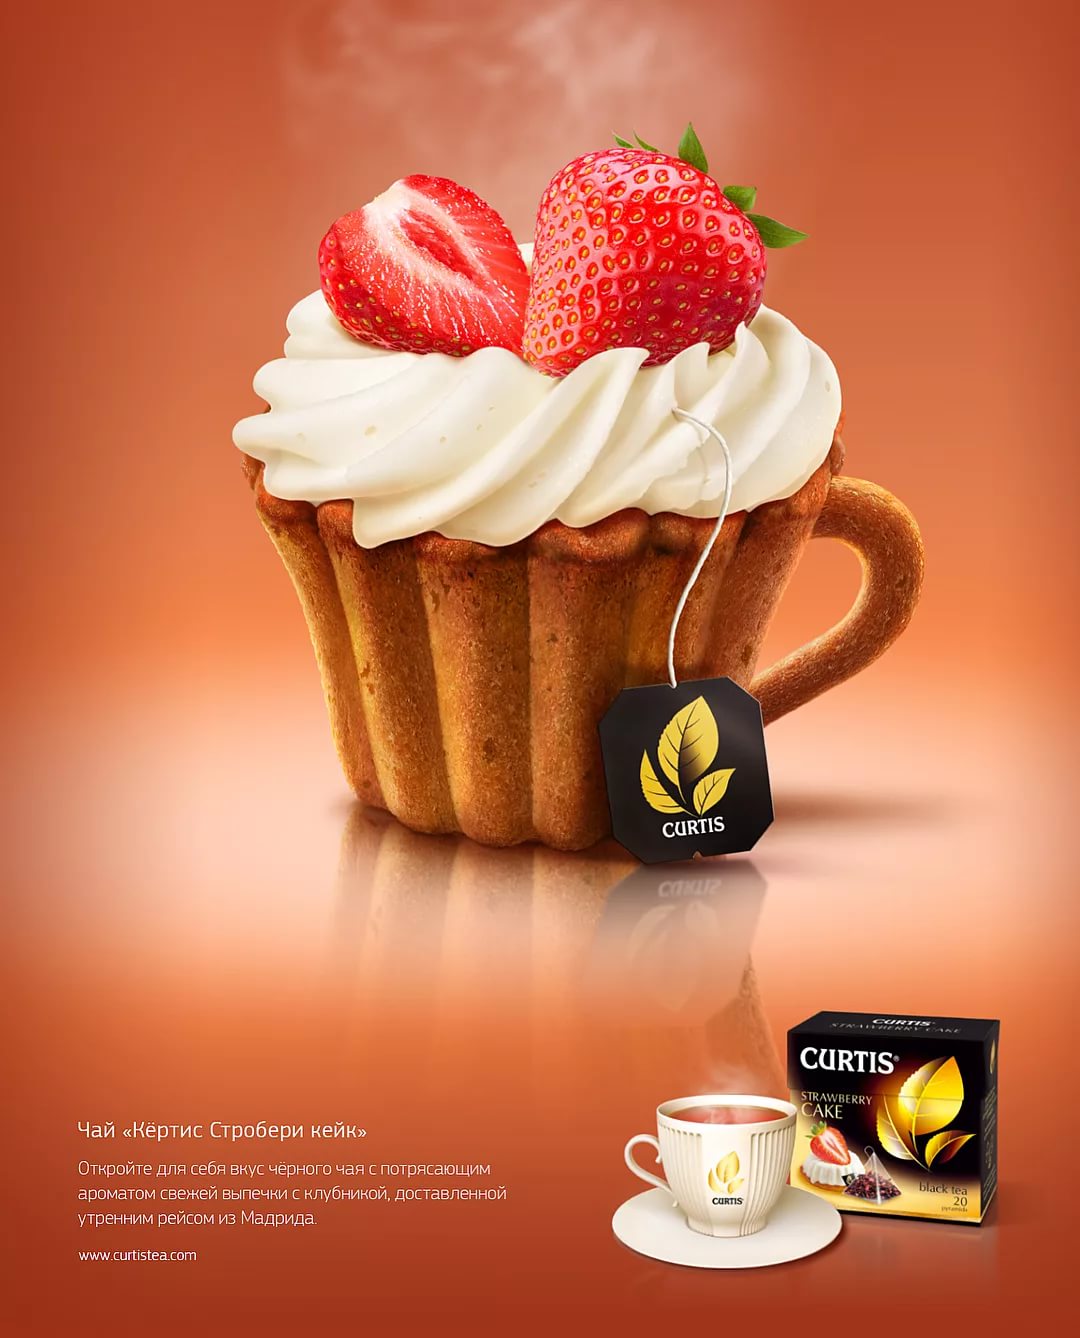 CURTIS
CURTIS
STRAWBERRY CAKE
CURTIS®
STRAWBERRY
CAKE
black tea
20
pyramids
CURTIS
Чай «Кёртис Стробери кейк»
Откройте для себя вкус чёрного чая с потрясающим
ароматом свежей выпечки с клубникой, доставленной
утренним рейсом из Мадрида.
www.curtistea.com